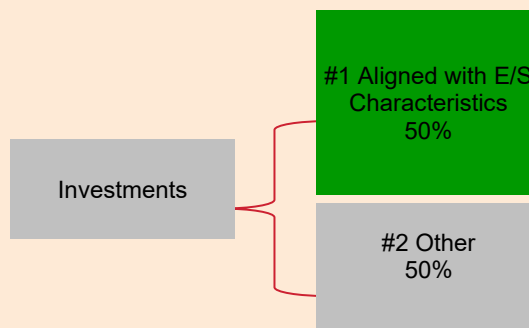 #1 Aligned with E/S
Characteristics
50%
Investments
#2 Other
50%